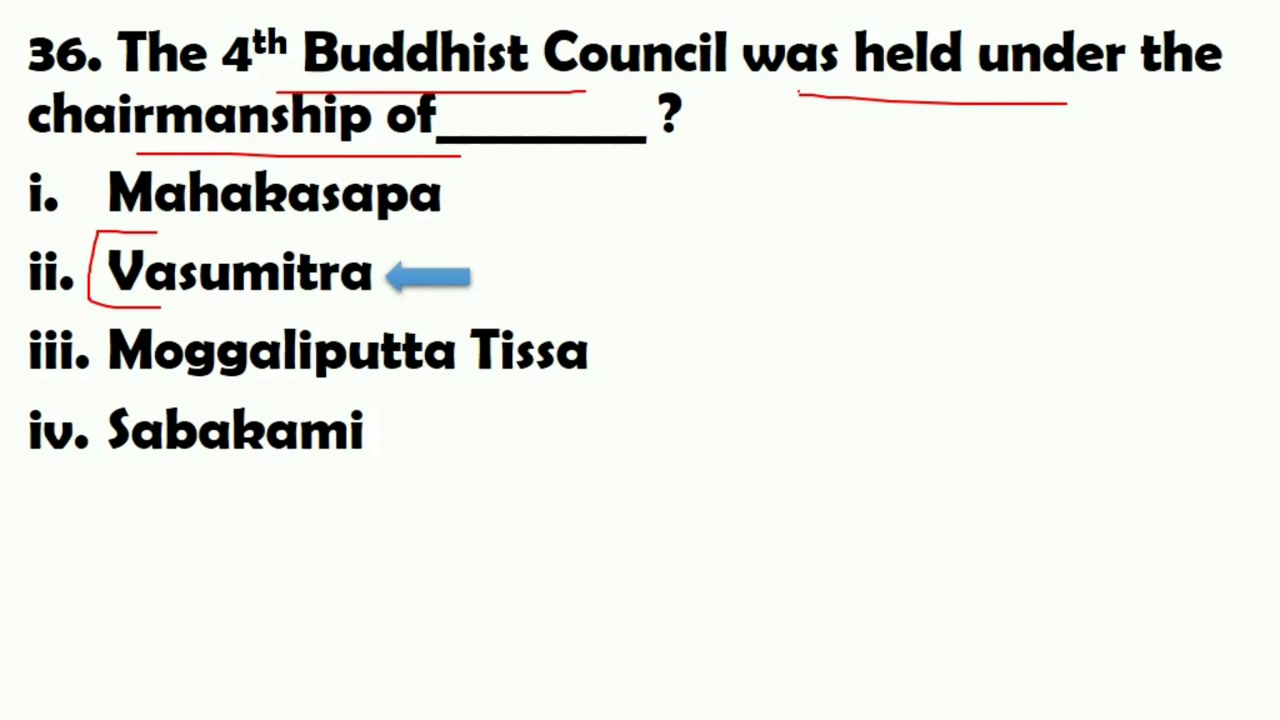 36. The 4th Buddhist Council was held under the
chairmanship of________ ?
i. Mahakasapa
ii. Vasumitra
iii. Moggaliputta Tissa
iv. Sabakami